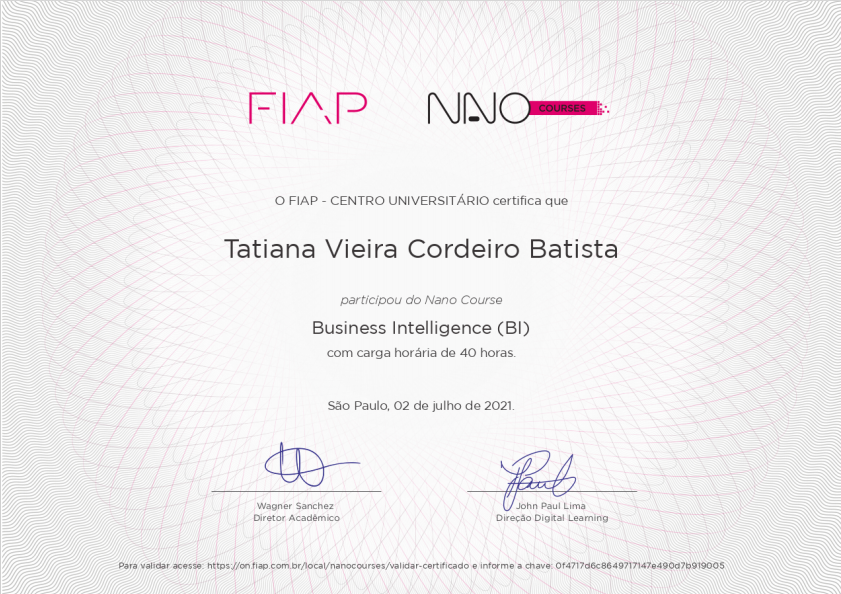 FIAP NANO COURSES
O FIAP - CENTRO UNIVERSITÁRIO certifica que
Tatiana Vieira Cordeiro Batista
participou do Nano Course
Business Intelligence (BI)
com carga horária de 40 horas.
São Paulo, 02 de julho de 2021.
Wagner Sanchez John Paul Lima
Diretor Acadêmico Direção Digital Learning
Para validar acesse: https://on.fiap.com.br/local/nanocourses/validar-certificado e informe a chave: 0f4717d6c8649717147e490d7b919005